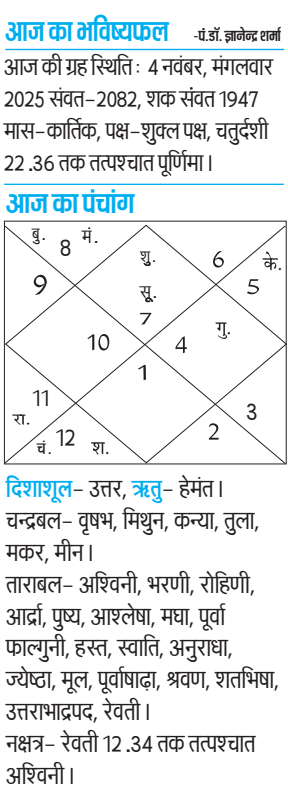 आज का भविष्यफल -पं.डॉ. ज्ञानेन्द्र शर्मा
आज की ग्रह स्थिति : 4 नवंबर, मंगलवार
2025 संवत-2082, शक संवत 1947
मास-कार्तिक, पक्ष-शुक्ल पक्ष, चतुर्दशी
22.36 तक तत्पश्चात पूर्णिमा।
आज का पंचांग
बु. 8 मं.
शु.
6 के.
9
सू.
5
7
गु.
10
4
1
11
रा.
3
2
चं. 12 श.
दिशाशूल- उत्तर, ऋतु- हेमंत।
चन्द्रबल- वृषभ, मिथुन, कन्या, तुला,
मकर, मीन।
ताराबल- अश्विनी, भरणी, रोहिणी,
आर्द्रा, पुष्य, आश्लेषा, मघा, पूर्वा
फाल्गुनी, हस्त, स्वाति, अनुराधा,
ज्येष्ठा, मूल, पूर्वाषाढ़ा, श्रवण, शतभिषा,
उत्तराभाद्रपद, रेवती।
नक्षत्र- रेवती 12.34 तक तत्पश्चात
अश्विनी।